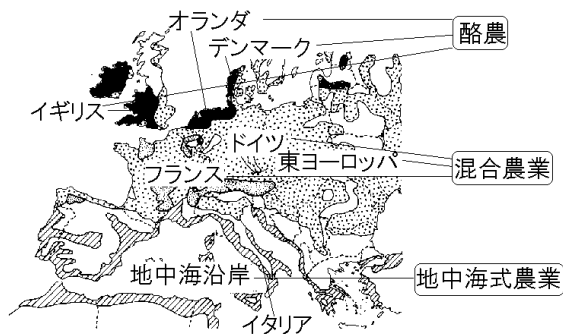 オランダ
酪農
デンマーク
イギリス
ドイツ
東ヨーロッパ
混合農業
フランス
地中海沿岸
地中海式農業
イタリア